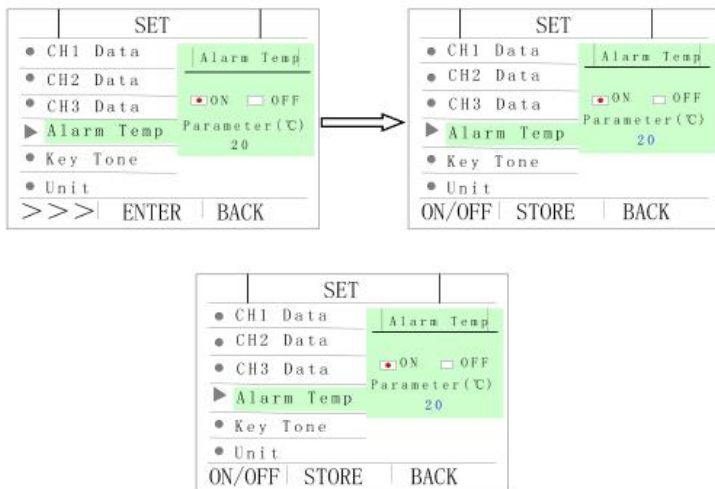 SET
CH1 Data
CH2 Data
CH3 Data
Alarm Temp
Key Tone
Unit
Alarm Temp
ON OFF
Parameter(℃)
20
>>> ENTER BACK
SET
CH1 Data
CH2 Data
CH3 Data
Alarm Temp
Key Tone
Unit
Alarm Temp
ON OFF
Parameter(℃)
20
ON/OFF STORE BACK
SET
CH1 Data
CH2 Data
CH3 Data
Alarm Temp
Key Tone
Unit
Alarm Temp
ON OFF
Parameter(℃)
20
ON/OFF STORE BACK